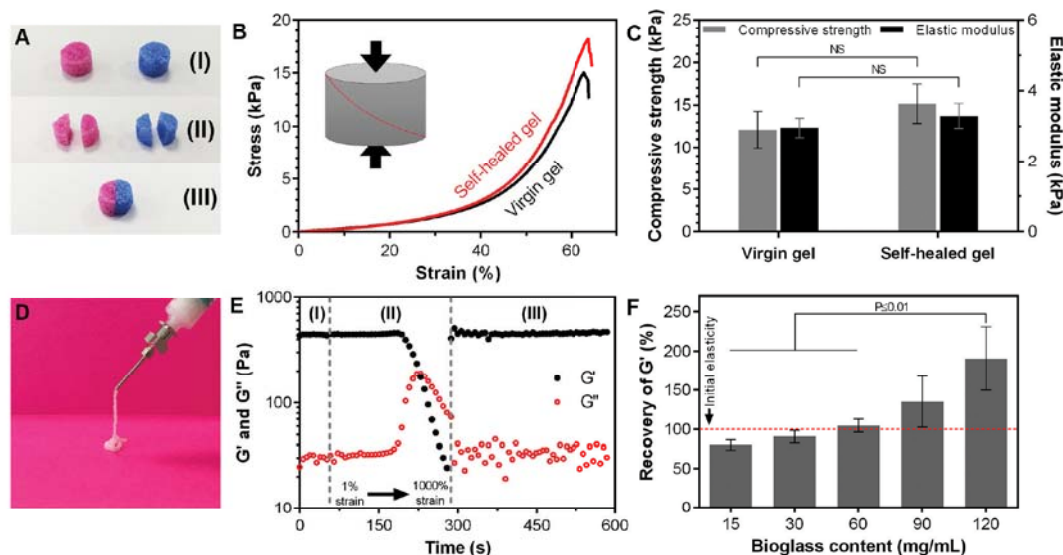 A
(I)
(II)
(III)
B
Stress (kPa)
20
15
10
5
0
Self-healed gel
Virgin gel
0
20
40
60
Strain (%)
C
Compressive strength (kPa)
25
20
15
10
5
0
Compressive strength
Elastic modulus
NS
NS
6
4
2
0
Elastic modulus (kPa)
Virgin gel
Self-healed gel
D
E
G' and G'' (Pa)
1000
100
10
(I)
(II)
(III)
G'
G''
1% strain
1000% strain
0
150
300
450
600
Time (s)
F
Recovery of G' (%)
250
200
150
100
50
0
P≤0.01
Initial elasticity
15
30
60
90
120
Bioglass content (mg/mL)